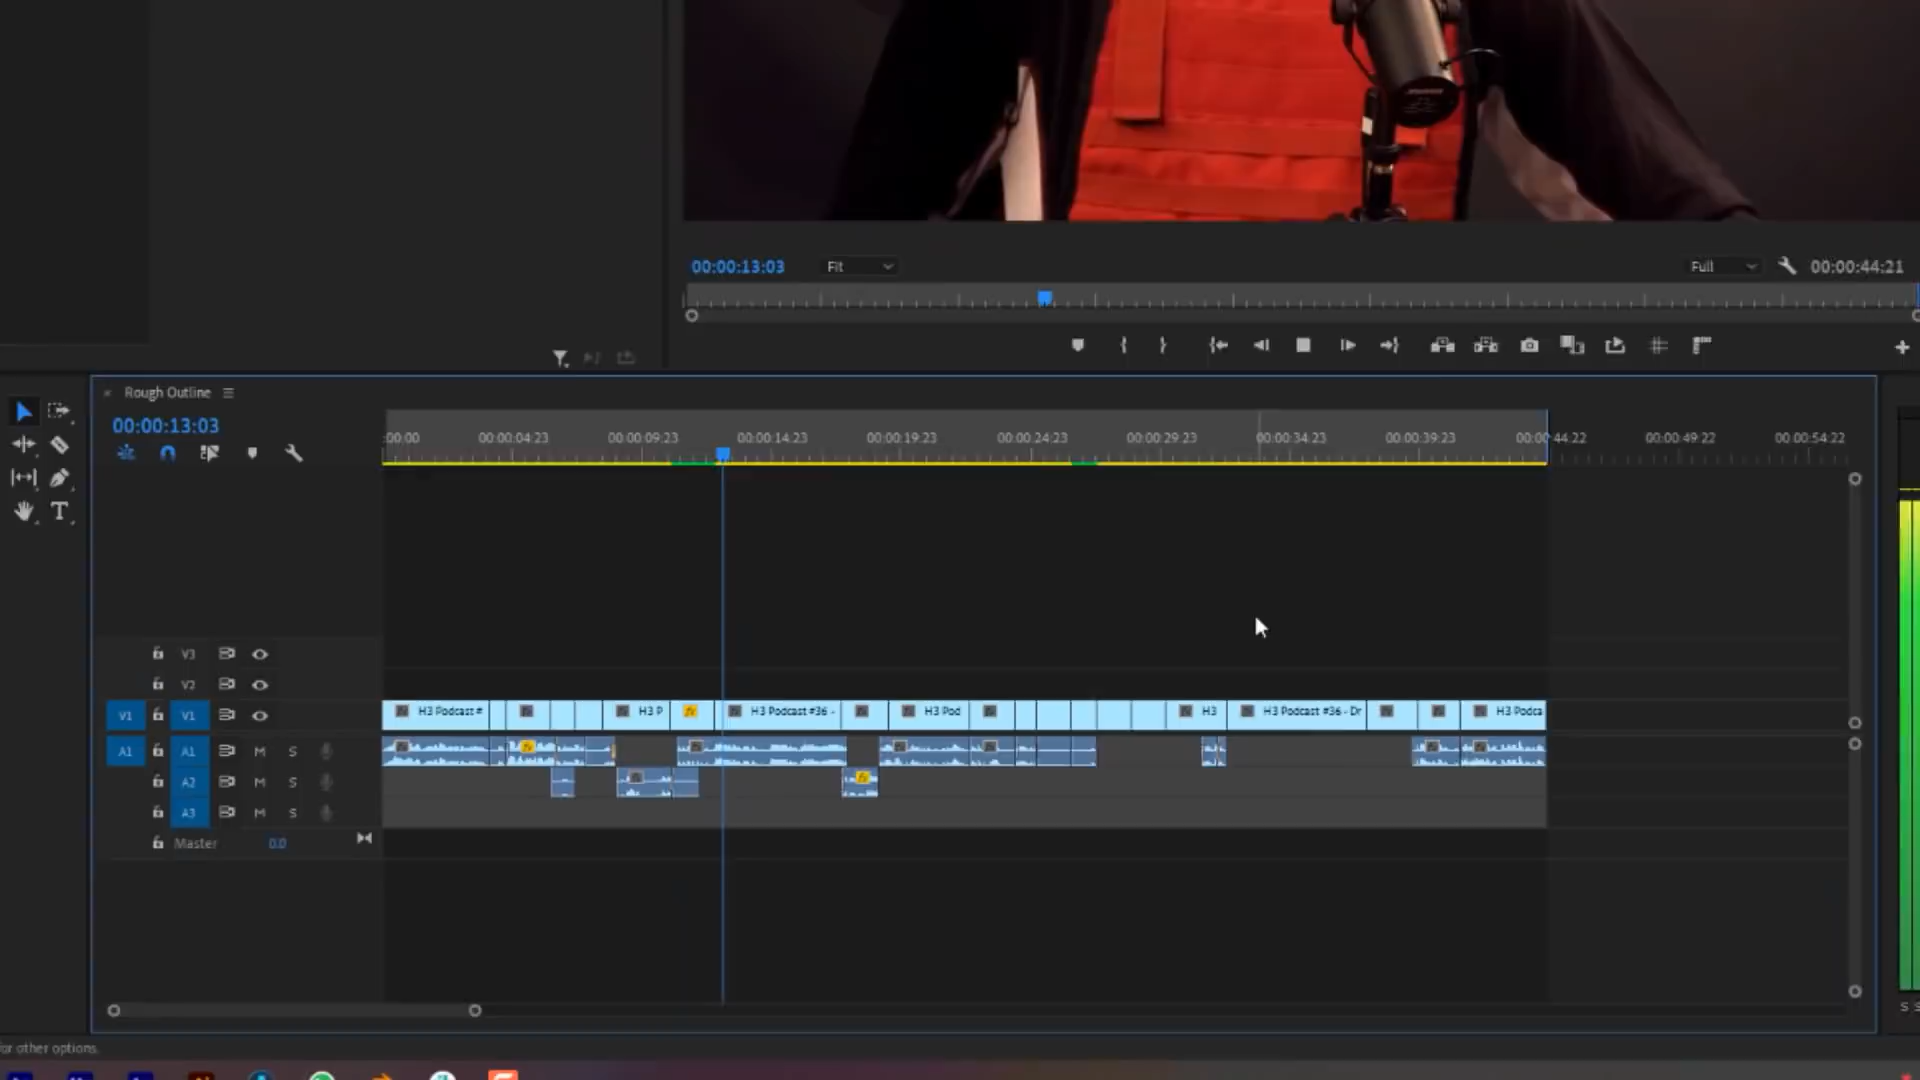 00:00:13:03 Fit Full 00:00:44:21
Rough Outline
00:00:13:03
:00:00 00:00:04:23 00:00:09:23 00:00:14:23 00:00:19:23 00:00:24:23 00:00:29:23 00:00:34:23 00:00:39:23 00:00:44:22 00:00:49:22 00:00:54:22
V3
V2
V1 V1 H3 Podcast # H3 P H3 Podcast #36 - H3 Pod H3 H3 Podcast #36 - Dr H3 Podca
A1 A1 M S
A2 M S
A3 M S
Master 0.0
S S
or other options.